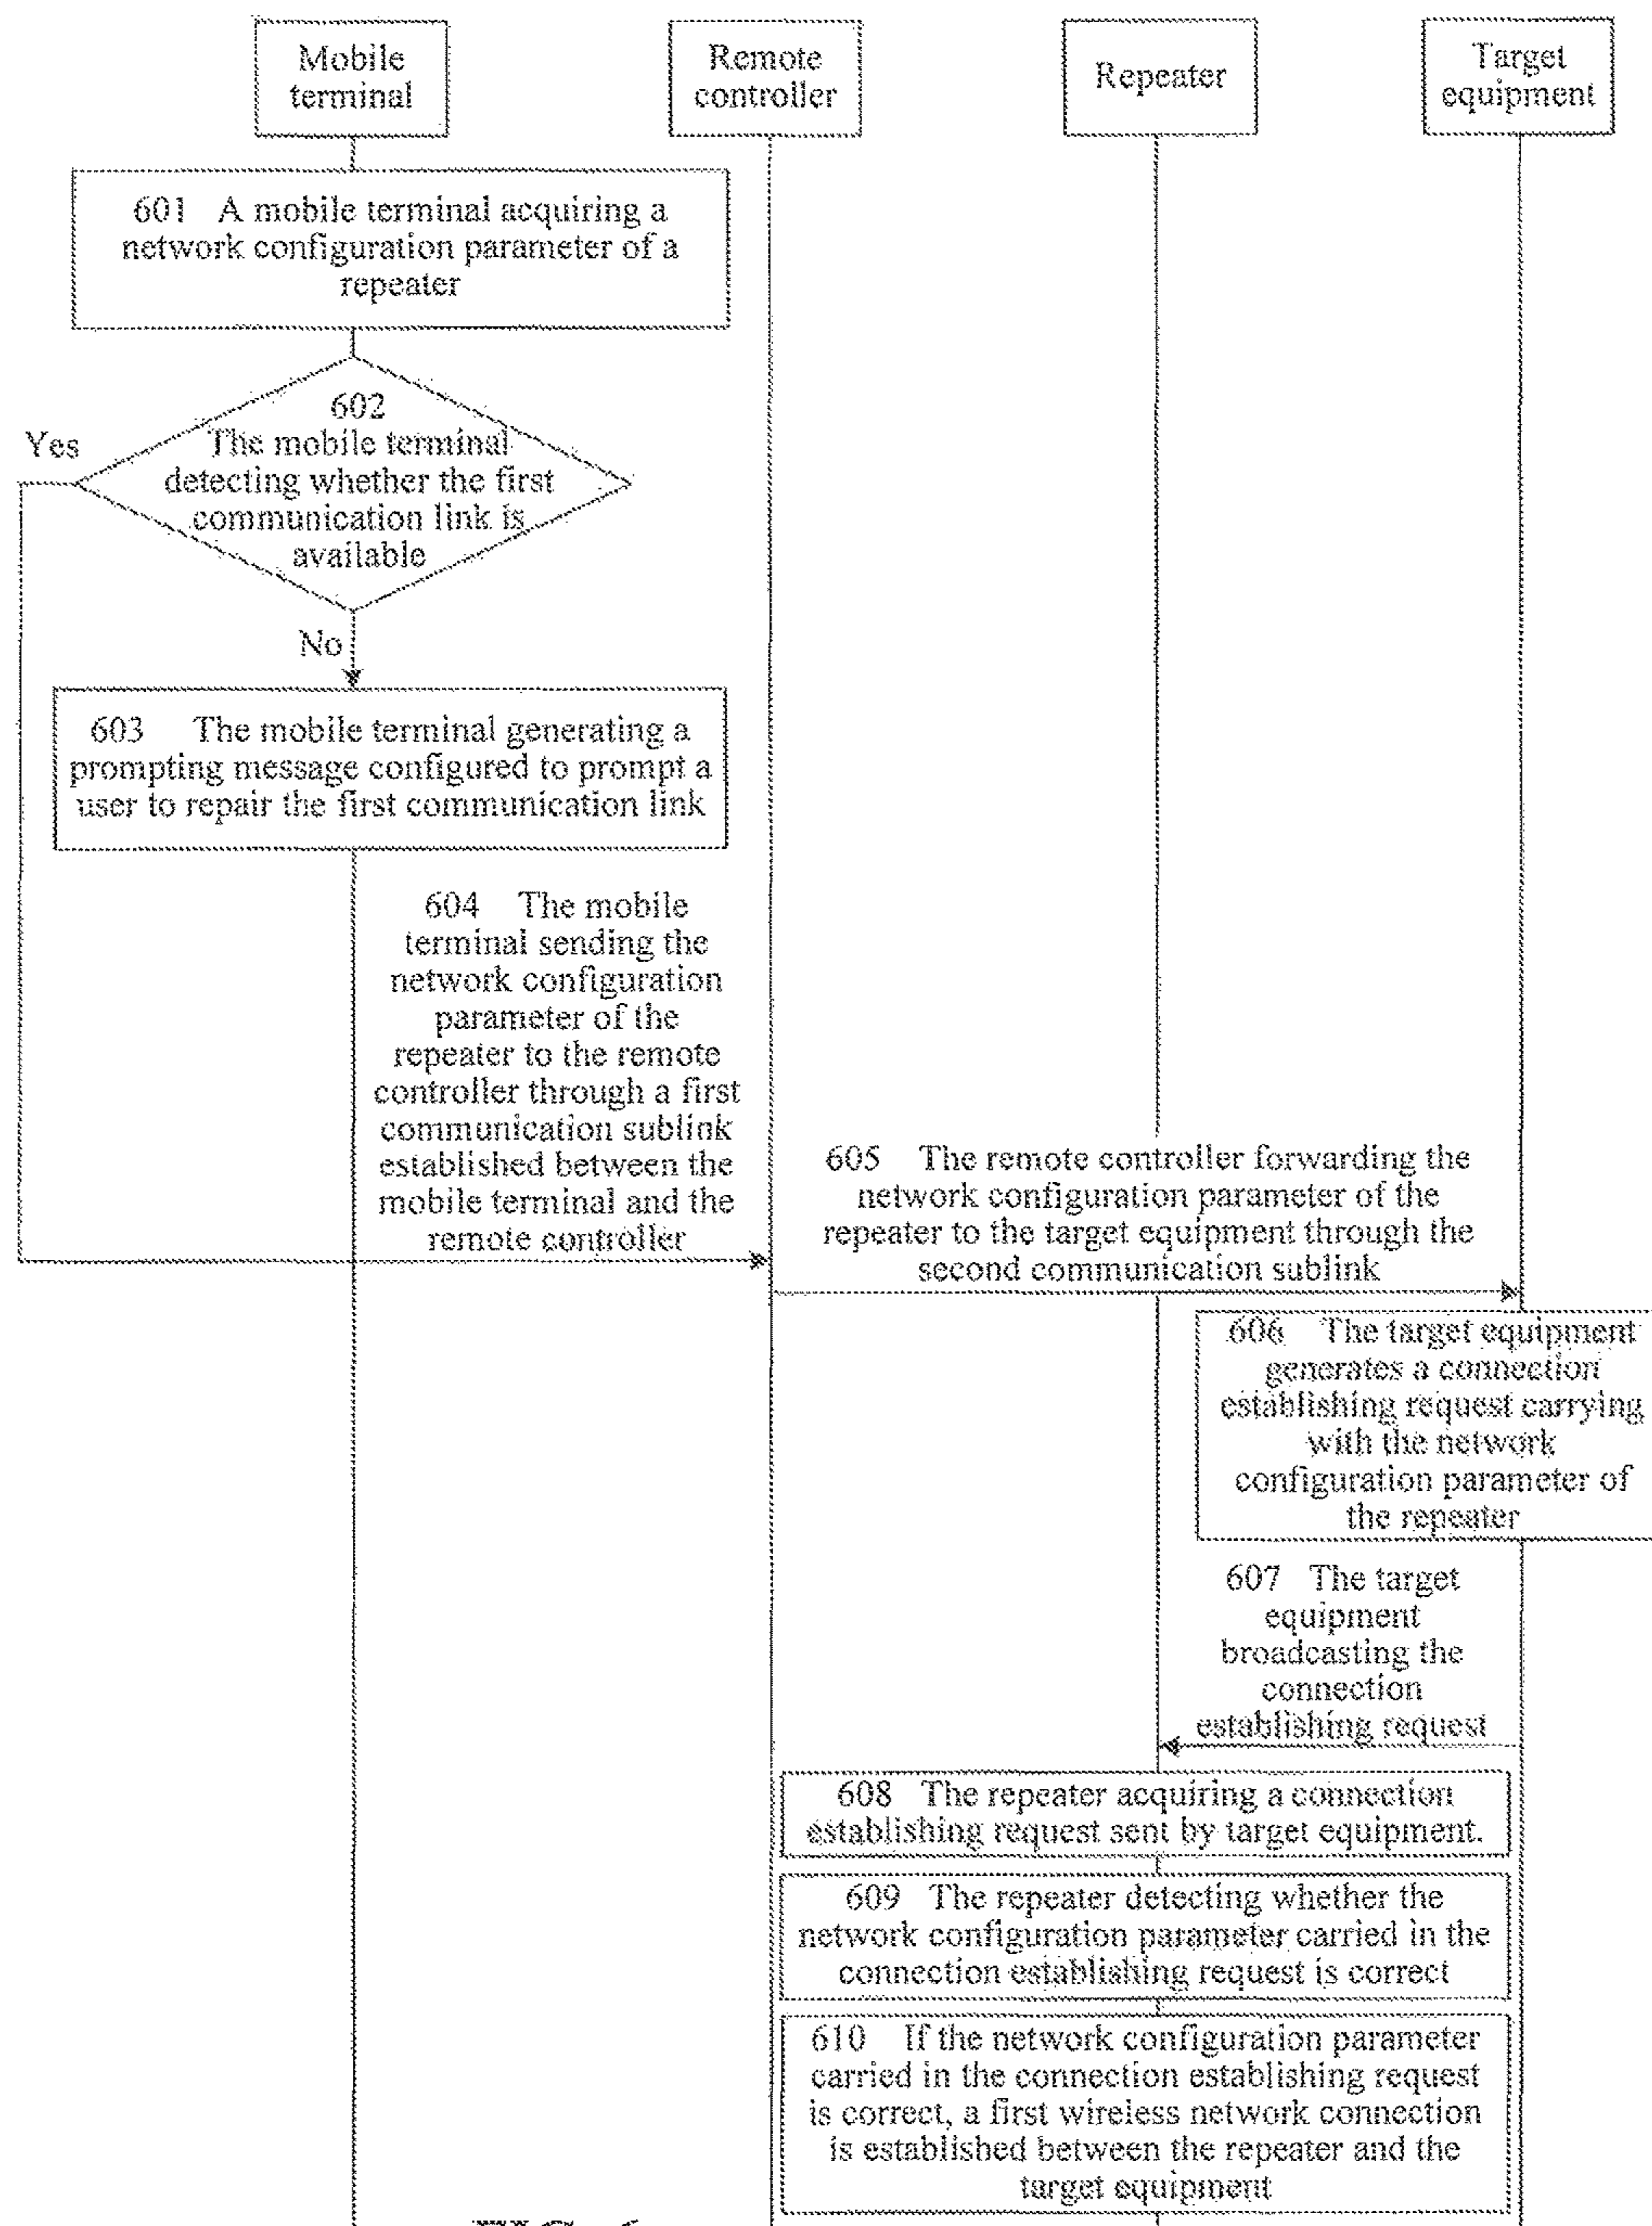 Mobile
terminal
Remote
controller
Repeater
Target
equipment
601 A mobile terminal acquiring a
network configuration parameter of a
repeater
602
The mobile terminal
detecting whether the first
communication link is
available
Yes
No
603 The mobile terminal generating a
prompting message configured to prompt a
user to repair the first communication link
604 The mobile
terminal sending the
network configuration
parameter of the
repeater to the remote
controller through a first
communication sublink
established between the
mobile terminal and the
remote controller
605 The remote controller forwarding the
network configuration parameter of the
repeater to the target equipment through the
second communication sublink
606 The target equipment
generates a connection
establishing request carrying
with the network
configuration parameter of
the repeater
607 The target
equipment
broadcasting the
connection
establishing request
608 The repeater acquiring a connection
establishing request sent by target equipment.
609 The repeater detecting whether the
network configuration parameter carried in the
connection establishing request is correct
610 If the network configuration parameter
carried in the connection establishing request
is correct, a first wireless network connection
is established between the repeater and the
target equipment